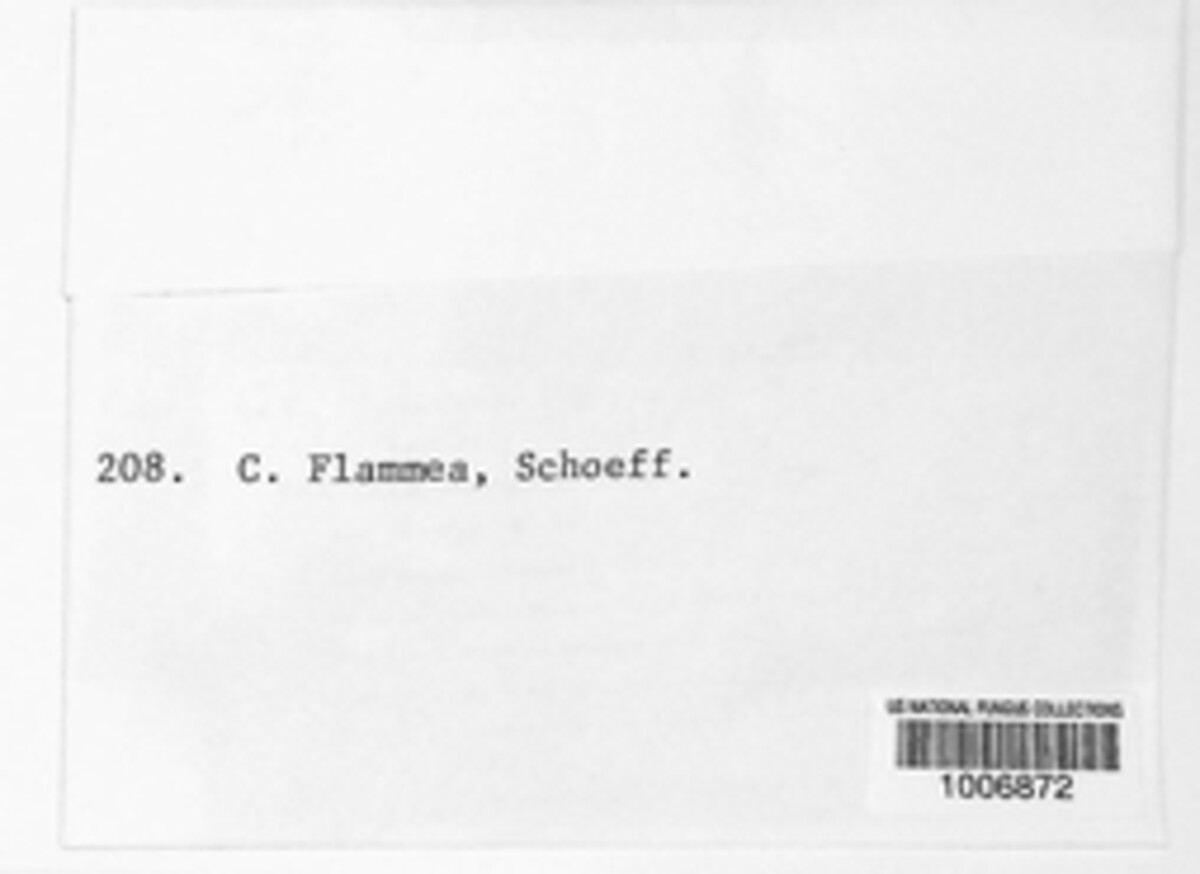 208. C. Flammea, Schoeff.
US NATIONAL FUNGUS COLLECTIONS
1006872